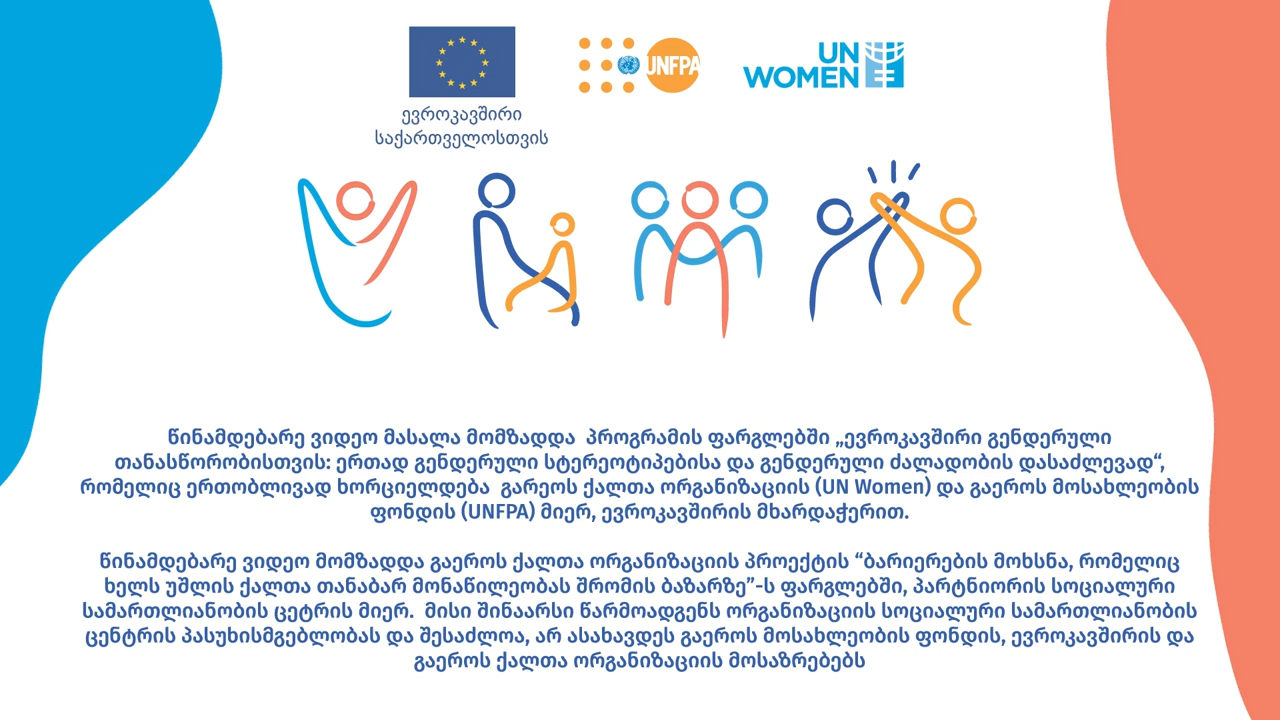 ევროკავშირი
საქართველოსთვის
UNFPA
UN
WOMEN
წინამდებარე ვიდეო მასალა მომზადდა პროგრამის ფარგლებში „ევროკავშირი გენდერული
თანასწორობისთვის: ერთად გენდერული სტერეოტიპებისა და გენდერული ძალადობის დასაძლევად“,
რომელიც ერთობლივად ხორციელდება გარეოს ქალთა ორგანიზაციის (UN Women) და გაეროს მოსახლეობის
ფონდის (UNFPA) მიერ, ევროკავშირის მხარდაჭერით.
წინამდებარე ვიდეო მომზადდა გაეროს ქალთა ორგანიზაციის პროექტის “ბარიერების მოხსნა, რომელიც
ხელს უშლის ქალთა თანაბარ მონაწილეობას შრომის ბაზარზე”-ს ფარგლებში, პარტნიორის სოციალური
სამართლიანობის ცეტრის მიერ. მისი შინაარსი წარმოადგენს ორგანიზაციის სოციალური სამართლიანობის
ცენტრის პასუხისმგებლობას და შესაძლოა, არ ასახავდეს გაეროს მოსახლეობის ფონდის, ევროკავშირის და
გაეროს ქალთა ორგანიზაციის მოსაზრებებს